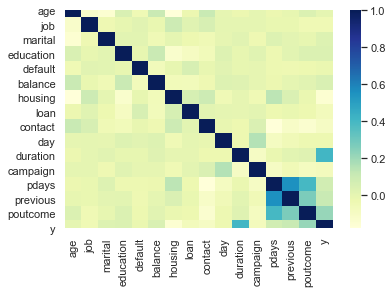 age
job
marital
education
default
balance
housing
loan
contact
day
duration
campaign
pdays
previous
poutcome
y
age
job
marital
education
default
balance
housing
loan
contact
day
duration
campaign
pdays
previous
poutcome
y
1.0
0.8
0.6
0.4
0.2
0.0